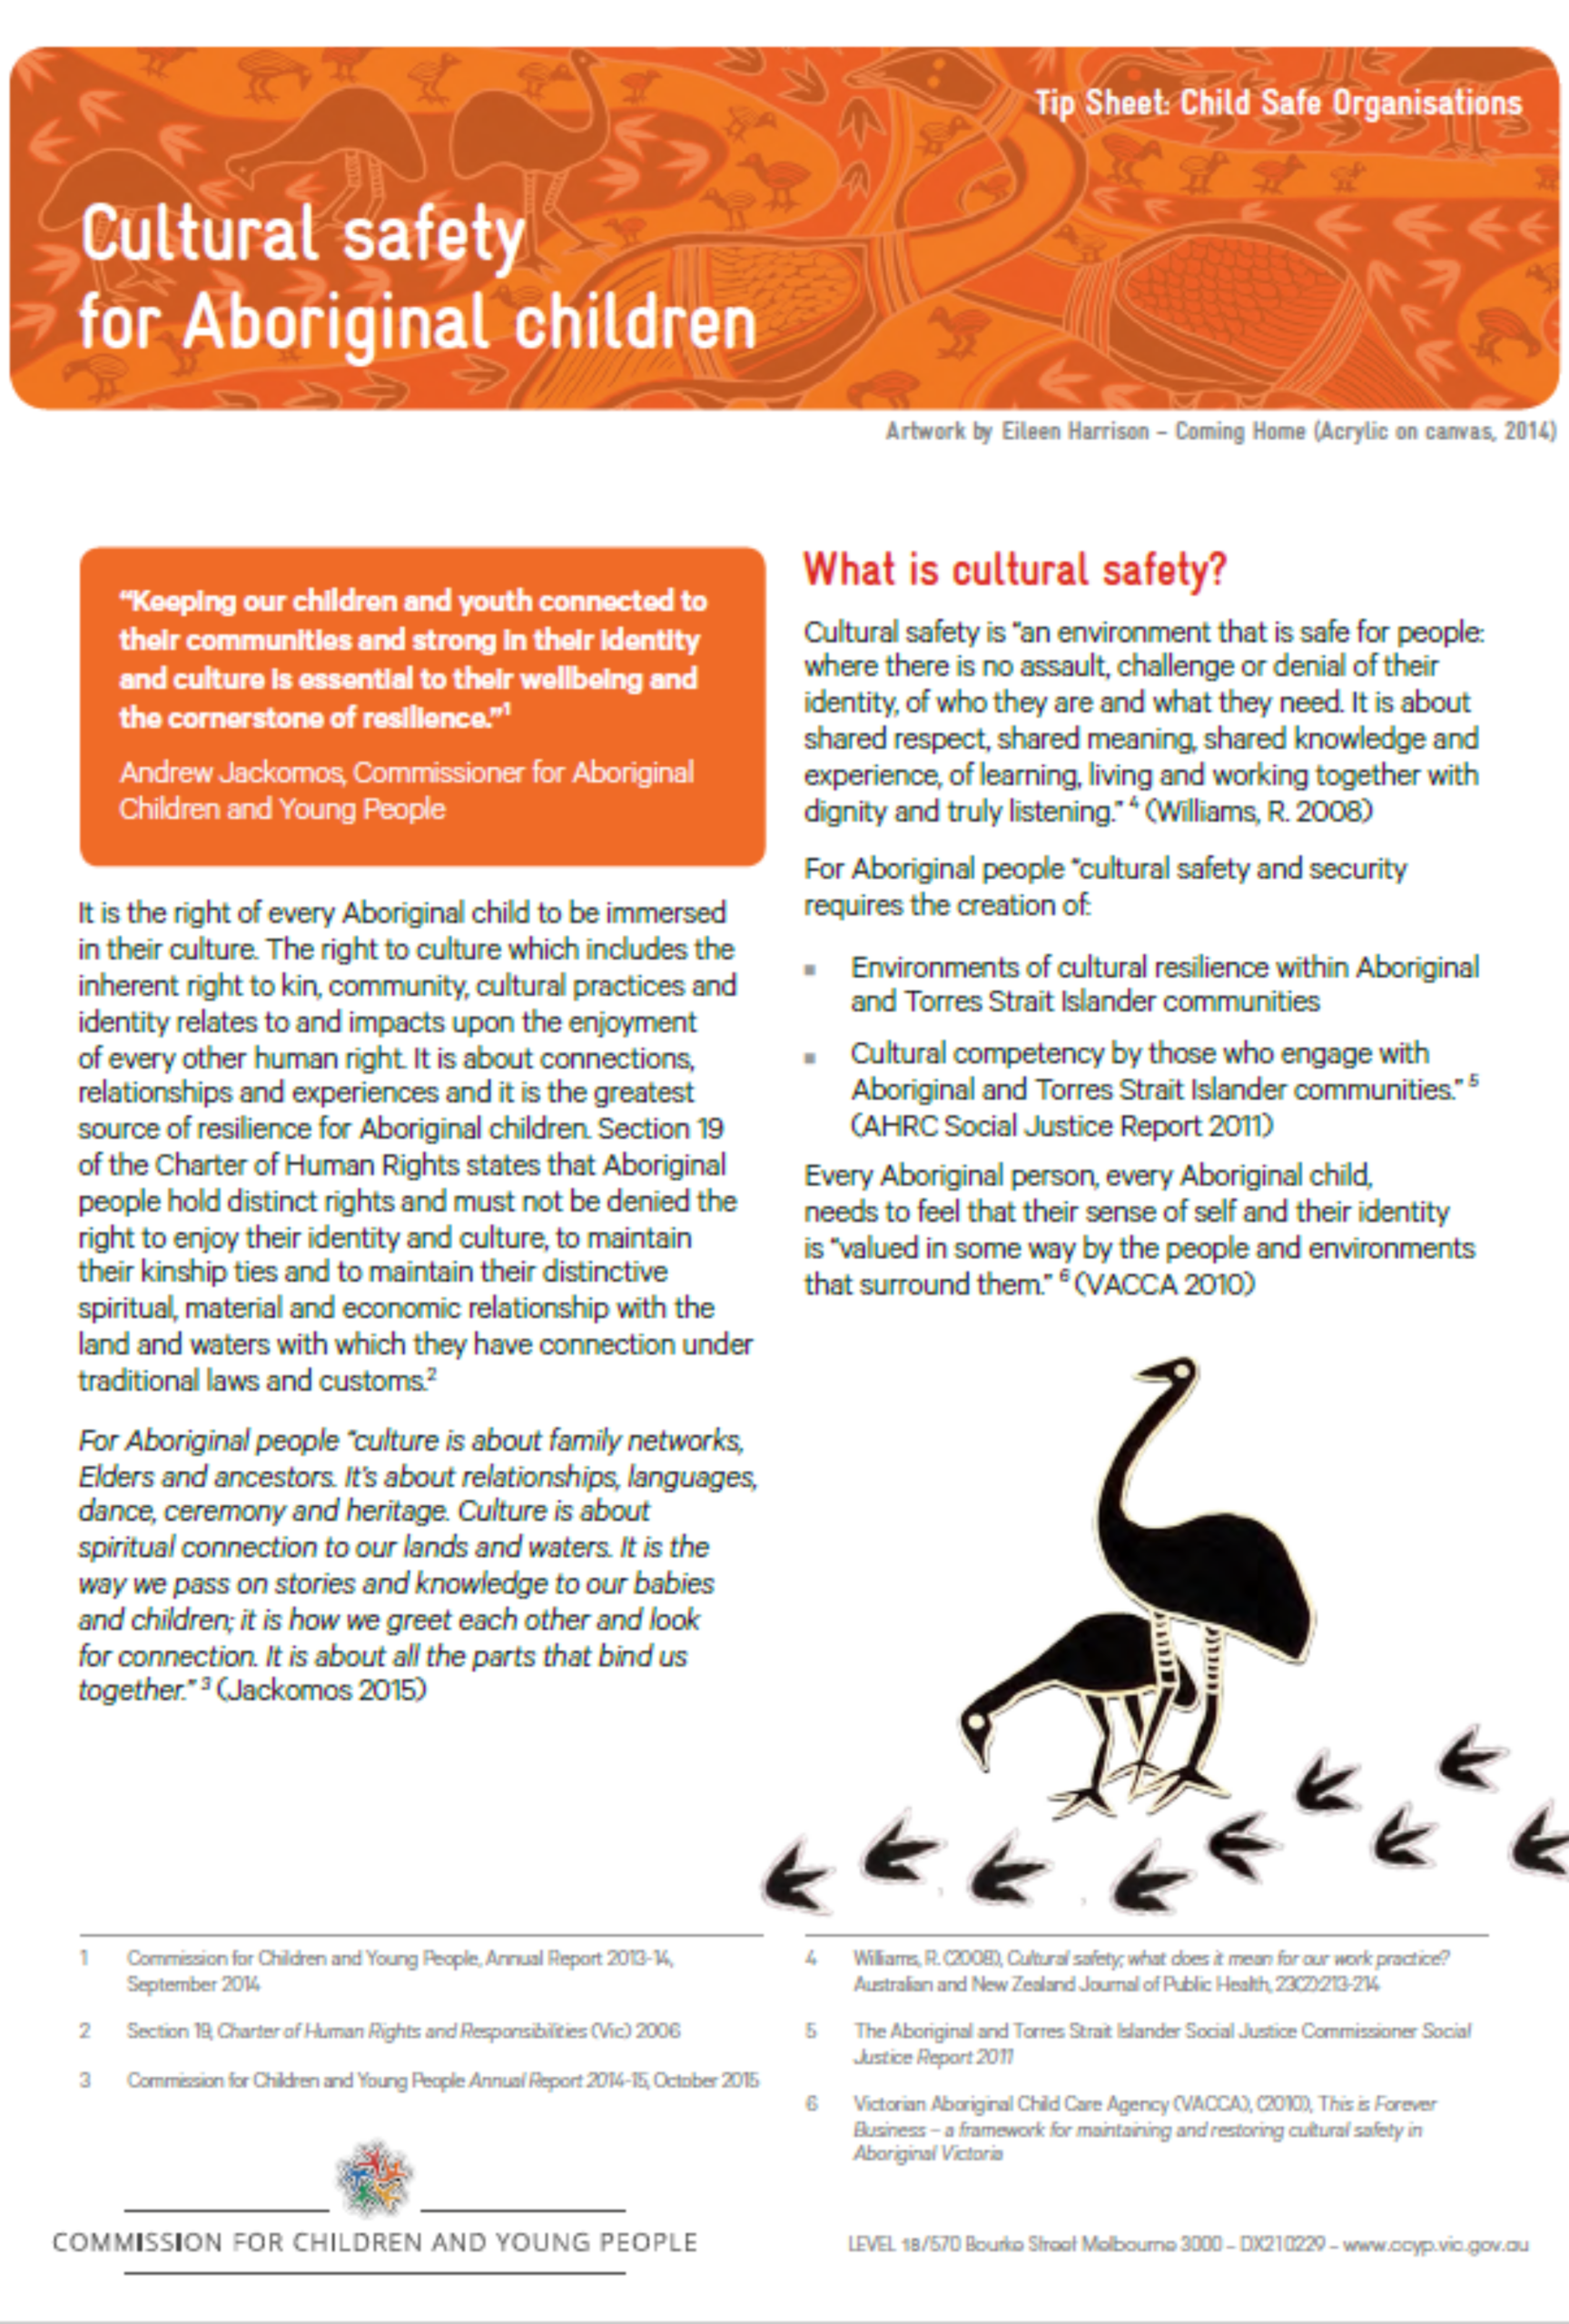 Tip Sheet: Child Safe Organisations
Cultural safety
for Aboriginal children
Artwork by Eileen Harrison – Coming Home (Acrylic on canvas, 2014)
“Keeping our children and youth connected to
their communities and strong in their identity
and culture is essential to their wellbeing and
the cornerstone of resilience.”1
Andrew Jackomos, Commissioner for Aboriginal
Children and Young People
It is the right of every Aboriginal child to be immersed
in their culture. The right to culture which includes the
inherent right to kin, community, cultural practices and
identity relates to and impacts upon the enjoyment
of every other human right. It is about connections,
relationships and experiences and it is the greatest
source of resilience for Aboriginal children. Section 19
of the Charter of Human Rights states that Aboriginal
people hold distinct rights and must not be denied the
right to enjoy their identity and culture, to maintain
their kinship ties and to maintain their distinctive
spiritual, material and economic relationship with the
land and waters with which they have connection under
traditional laws and customs.2
For Aboriginal people “culture is about family networks,
Elders and ancestors. It’s about relationships, languages,
dance, ceremony and heritage. Culture is about
spiritual connection to our lands and waters. It is the
way we pass on stories and knowledge to our babies
and children; it is how we greet each other and look
for connection. It is about all the parts that bind us
together.” 3 (Jackomos 2015)
What is cultural safety?
Cultural safety is “an environment that is safe for people:
where there is no assault, challenge or denial of their
identity, of who they are and what they need. It is about
shared respect, shared meaning, shared knowledge and
experience, of learning, living and working together with
dignity and truly listening.” 4 (Williams, R. 2008)
For Aboriginal people “cultural safety and security
requires the creation of:
▪ Environments of cultural resilience within Aboriginal
and Torres Strait Islander communities
▪ Cultural competency by those who engage with
Aboriginal and Torres Strait Islander communities.” 5
(AHRC Social Justice Report 2011)
Every Aboriginal person, every Aboriginal child,
needs to feel that their sense of self and their identity
is “valued in some way by the people and environments
that surround them.” 6 (VACCA 2010)
1 Commission for Children and Young People, Annual Report 2013-14,
September 2014
2 Section 19, Charter of Human Rights and Responsibilities (Vic) 2006
3 Commission for Children and Young People Annual Report 2014-15, October 2015
4 Williams, R. (2008), Cultural safety; what does it mean for our work practice?
Australian and New Zealand Journal of Public Health, 23(2):213-214
5 The Aboriginal and Torres Strait Islander Social Justice Commissioner Social
Justice Report 2011
6 Victorian Aboriginal Child Care Agency (VACCA), (2010), This is Forever
Business – a framework for maintaining and restoring cultural safety in
Aboriginal Victoria
COMMISSION FOR CHILDREN AND YOUNG PEOPLE
LEVEL 18/570 Bourke Street Melbourne 3000 – DX210229 – www.ccyp.vic.gov.au